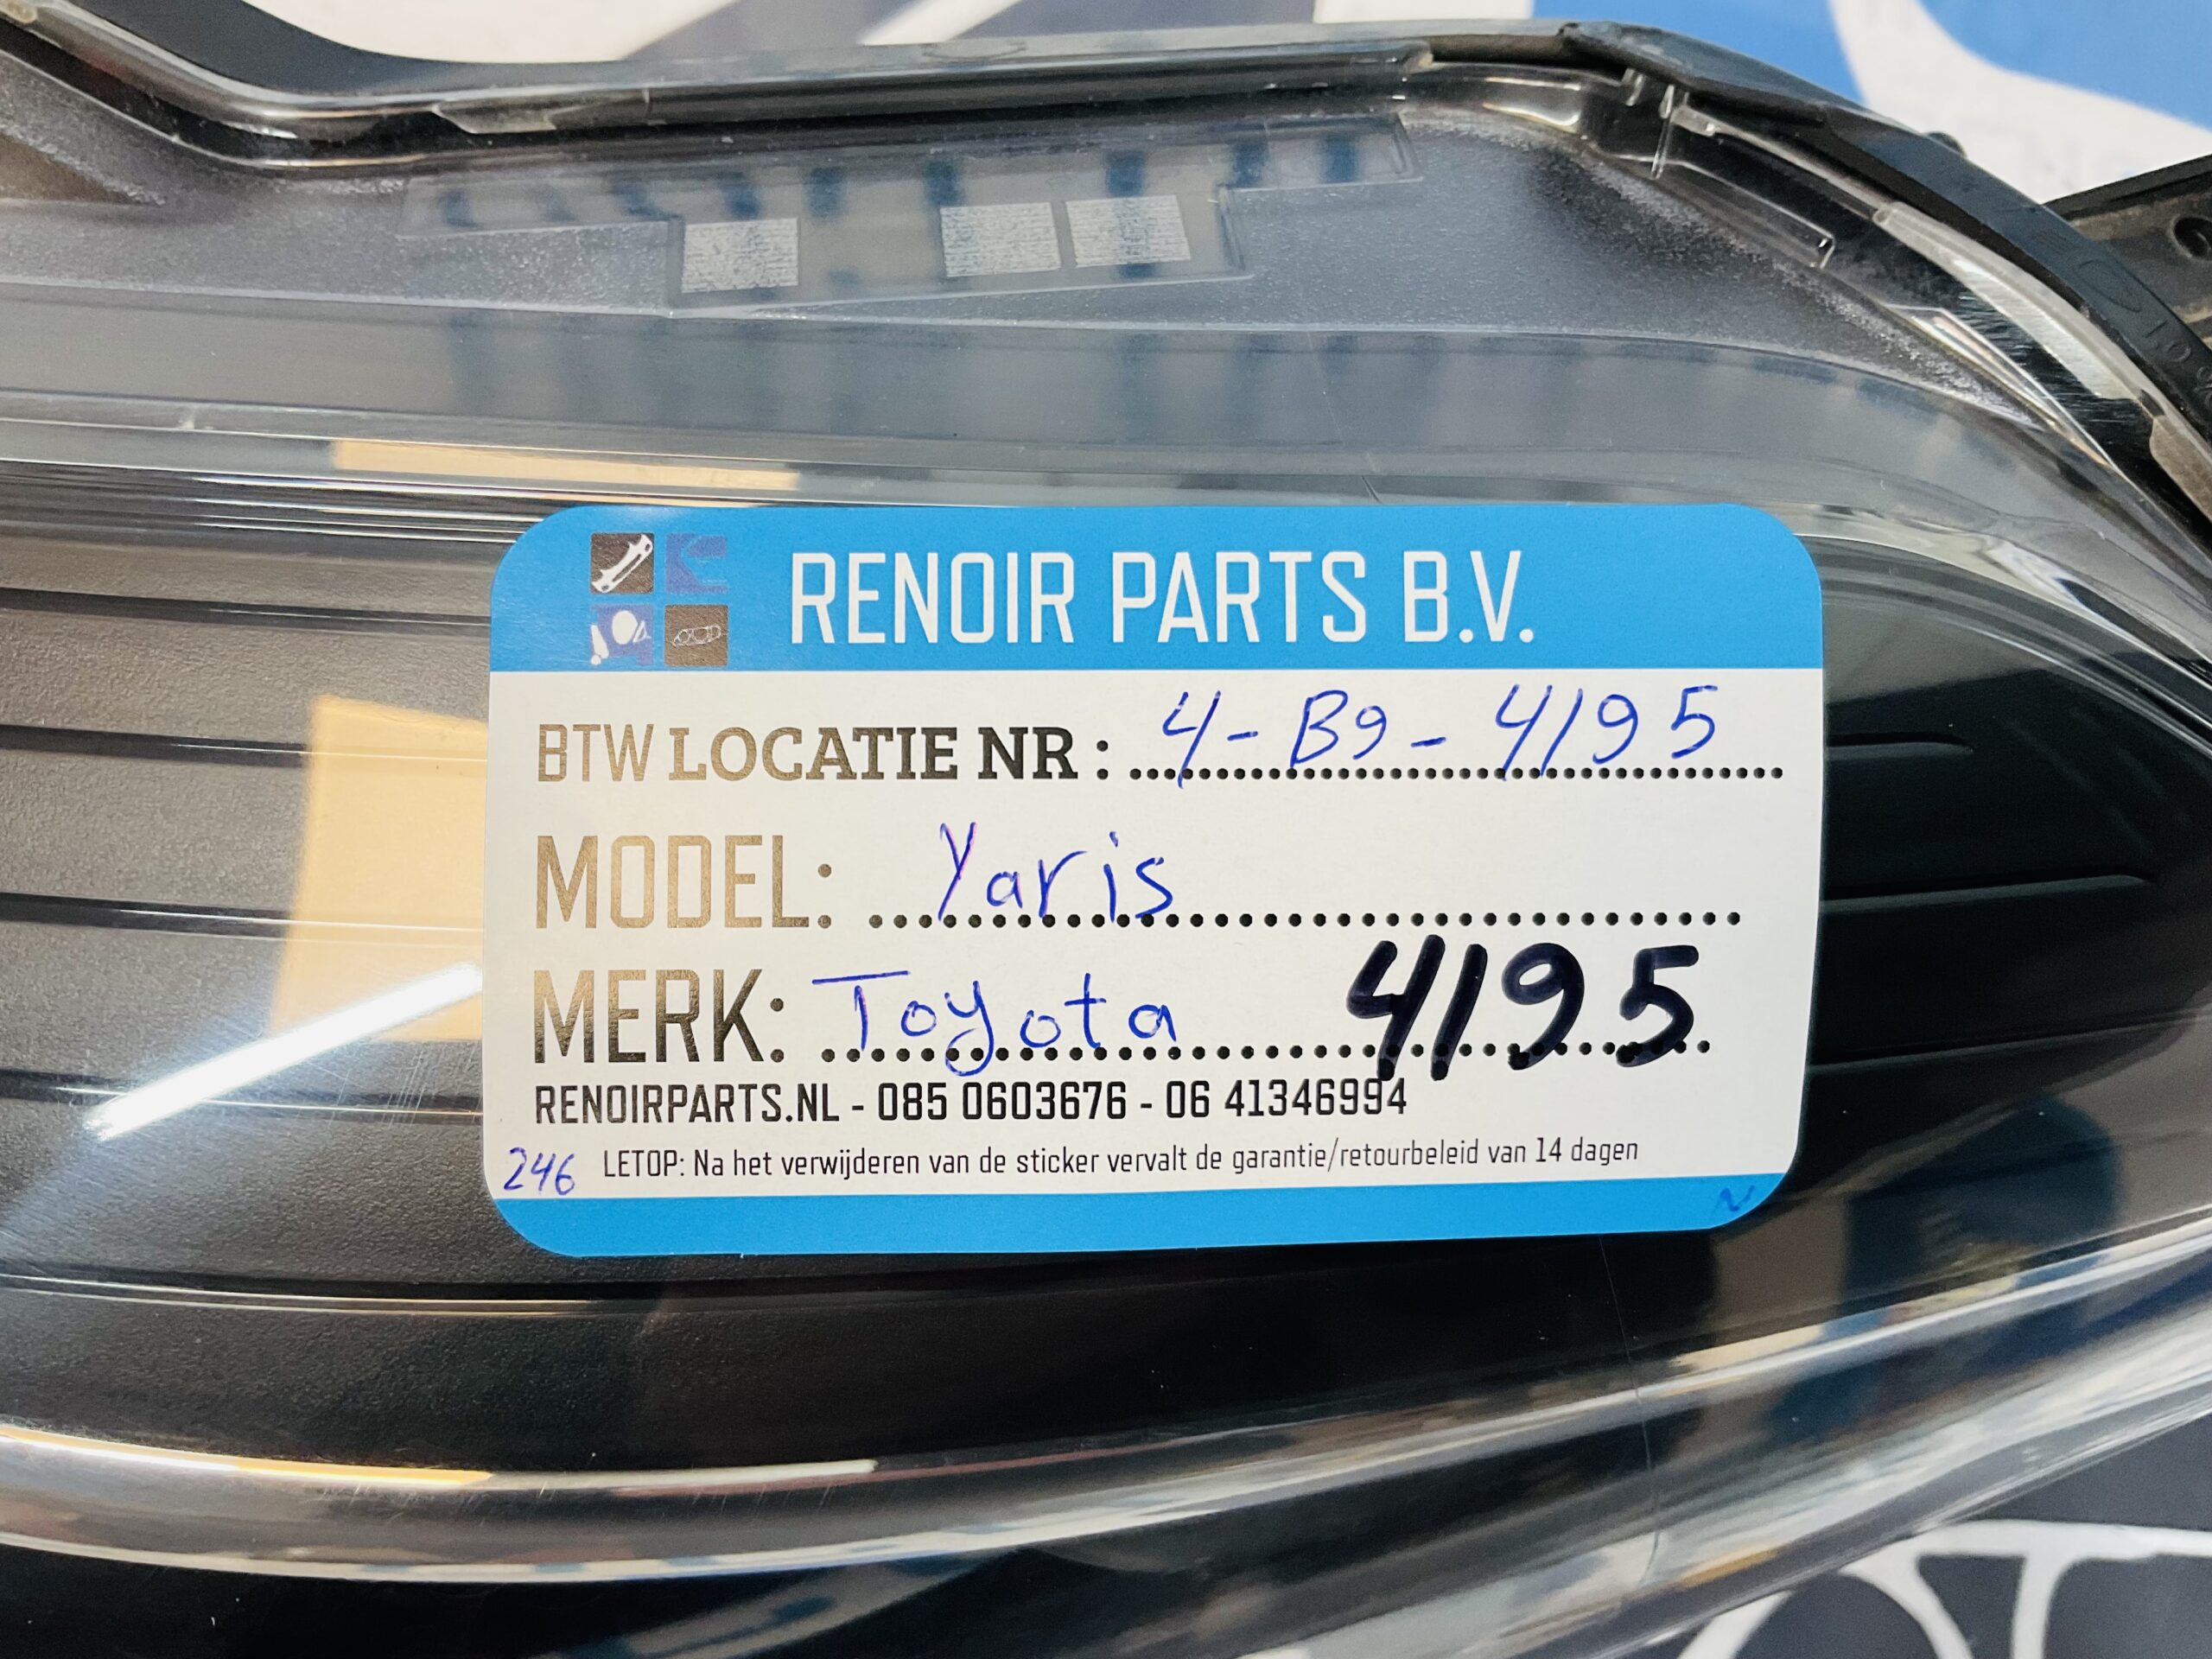 RENOIR PARTS B.V.
BTW LOCATIE NR : 4-B9-4195
MODEL: Yaris
MERK: Toyota 4195
RENOIRPARTS.NL - 085 0603676 - 06 41346994
246 LETOP: Na het verwijderen van de sticker vervalt de garantie/retourbeleid van 14 dagen
N